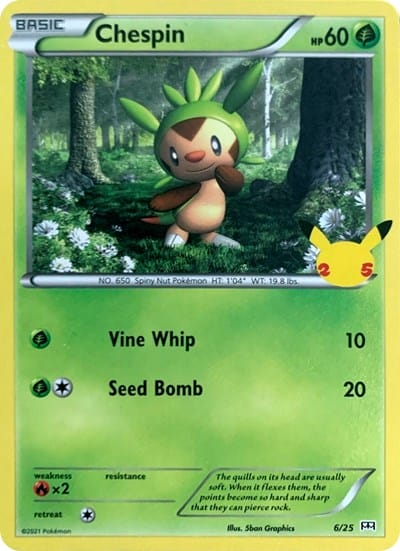 BASIC
Chespin
HP60
25
NO. 650 Spiny Nut Pokémon HT: 1'04" WT: 19.8 lbs.
Vine Whip 10
Seed Bomb 20
weakness resistance
×2
retreat
The quills on its head are usually
soft. When it flexes them, the
points become so hard and sharp
that they can pierce rock.
©2021 Pokémon
Illus. 5ban Graphics
6/25